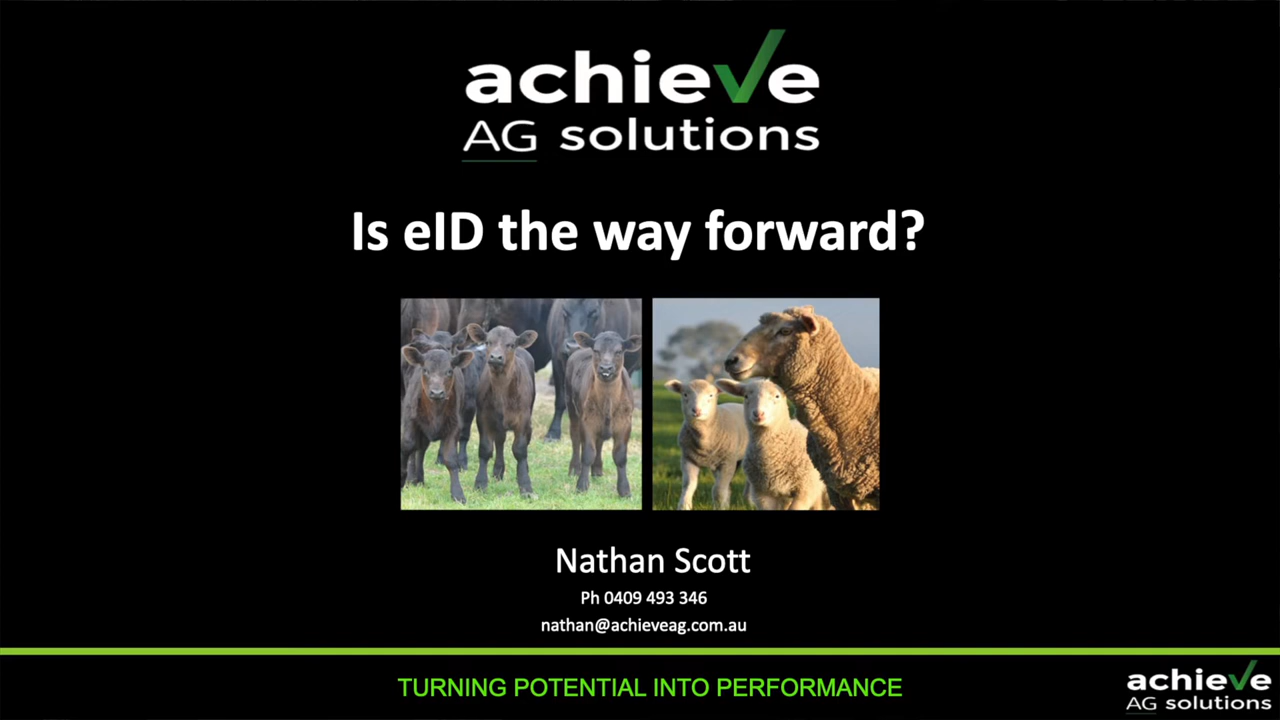 achieve
AG solutions
Is eID the way forward?
Nathan Scott
Ph 0409 493 346
nathan@achieveag.com.au
TURNING POTENTIAL INTO PERFORMANCE
achieve
AG solutions